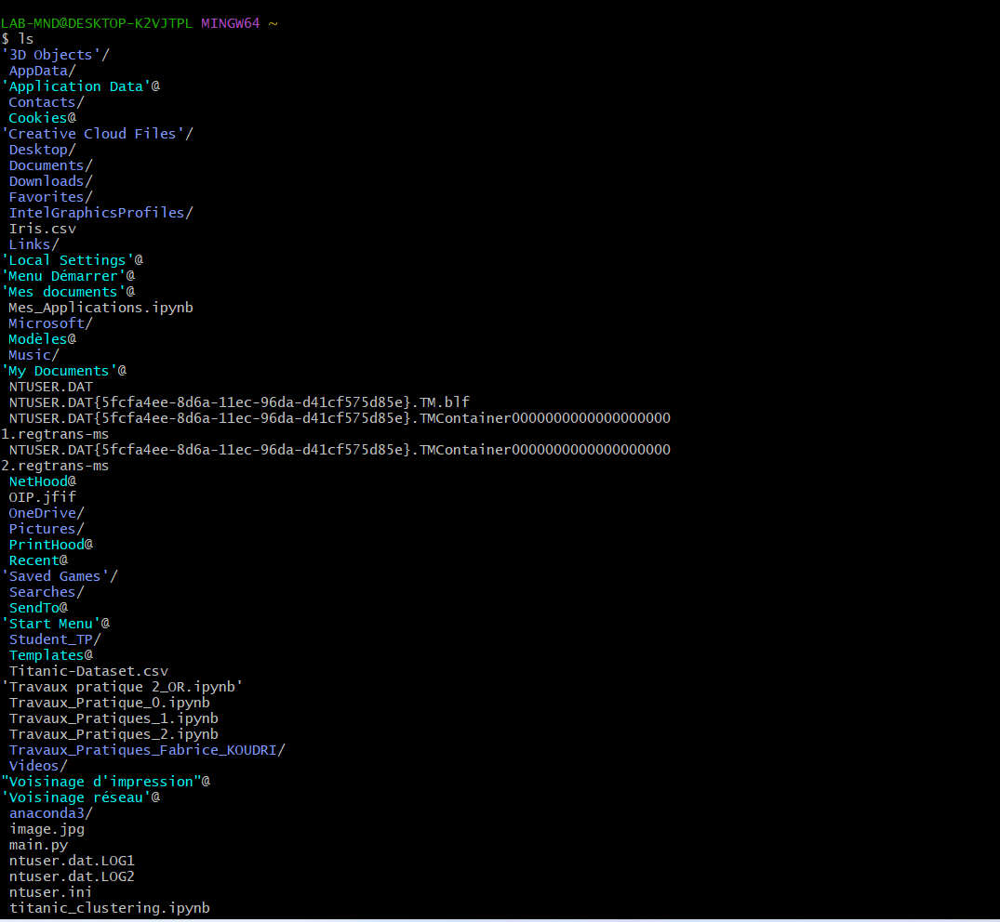 LAB-MND@DESKTOP-K2VJTPL MINGW64 ~
$ ls
'3D Objects'/
AppData/
'Application Data'@
Contacts/
Cookies@
'Creative Cloud Files'/
Desktop/
Documents/
Downloads/
Favorites/
IntelGraphicsProfiles/
Iris.csv
Links/
'Local Settings'@
'Menu Démarrer'@
'Mes documents'@
Mes_Applications.ipynb
Microsoft/
Modèles@
Music/
'My Documents'@
NTUSER.DAT
NTUSER.DAT{5fcfa4ee-8d6a-11ec-96da-d41cf575d85e}.TM.blf
NTUSER.DAT{5fcfa4ee-8d6a-11ec-96da-d41cf575d85e}.TMContainer0000000000000000000
1.regtrans-ms
NTUSER.DAT{5fcfa4ee-8d6a-11ec-96da-d41cf575d85e}.TMContainer0000000000000000000
2.regtrans-ms
NetHood@
OIP.jfif
OneDrive/
Pictures/
PrintHood@
Recent@
'Saved Games'/
Searches/
SendTo@
'Start Menu'@
Student_TP/
Templates@
Titanic-Dataset.csv
'Travaux pratique 2_OR.ipynb'
Travaux_Pratique_0.ipynb
Travaux_Pratiques_1.ipynb
Travaux_Pratiques_2.ipynb
Travaux_Pratiques_Fabrice_KOUDRI/
Videos/
"Voisinage d'impression"@
'Voisinage réseau'@
anaconda3/
image.jpg
main.py
ntuser.dat.LOG1
ntuser.dat.LOG2
ntuser.ini
titanic_clustering.ipynb